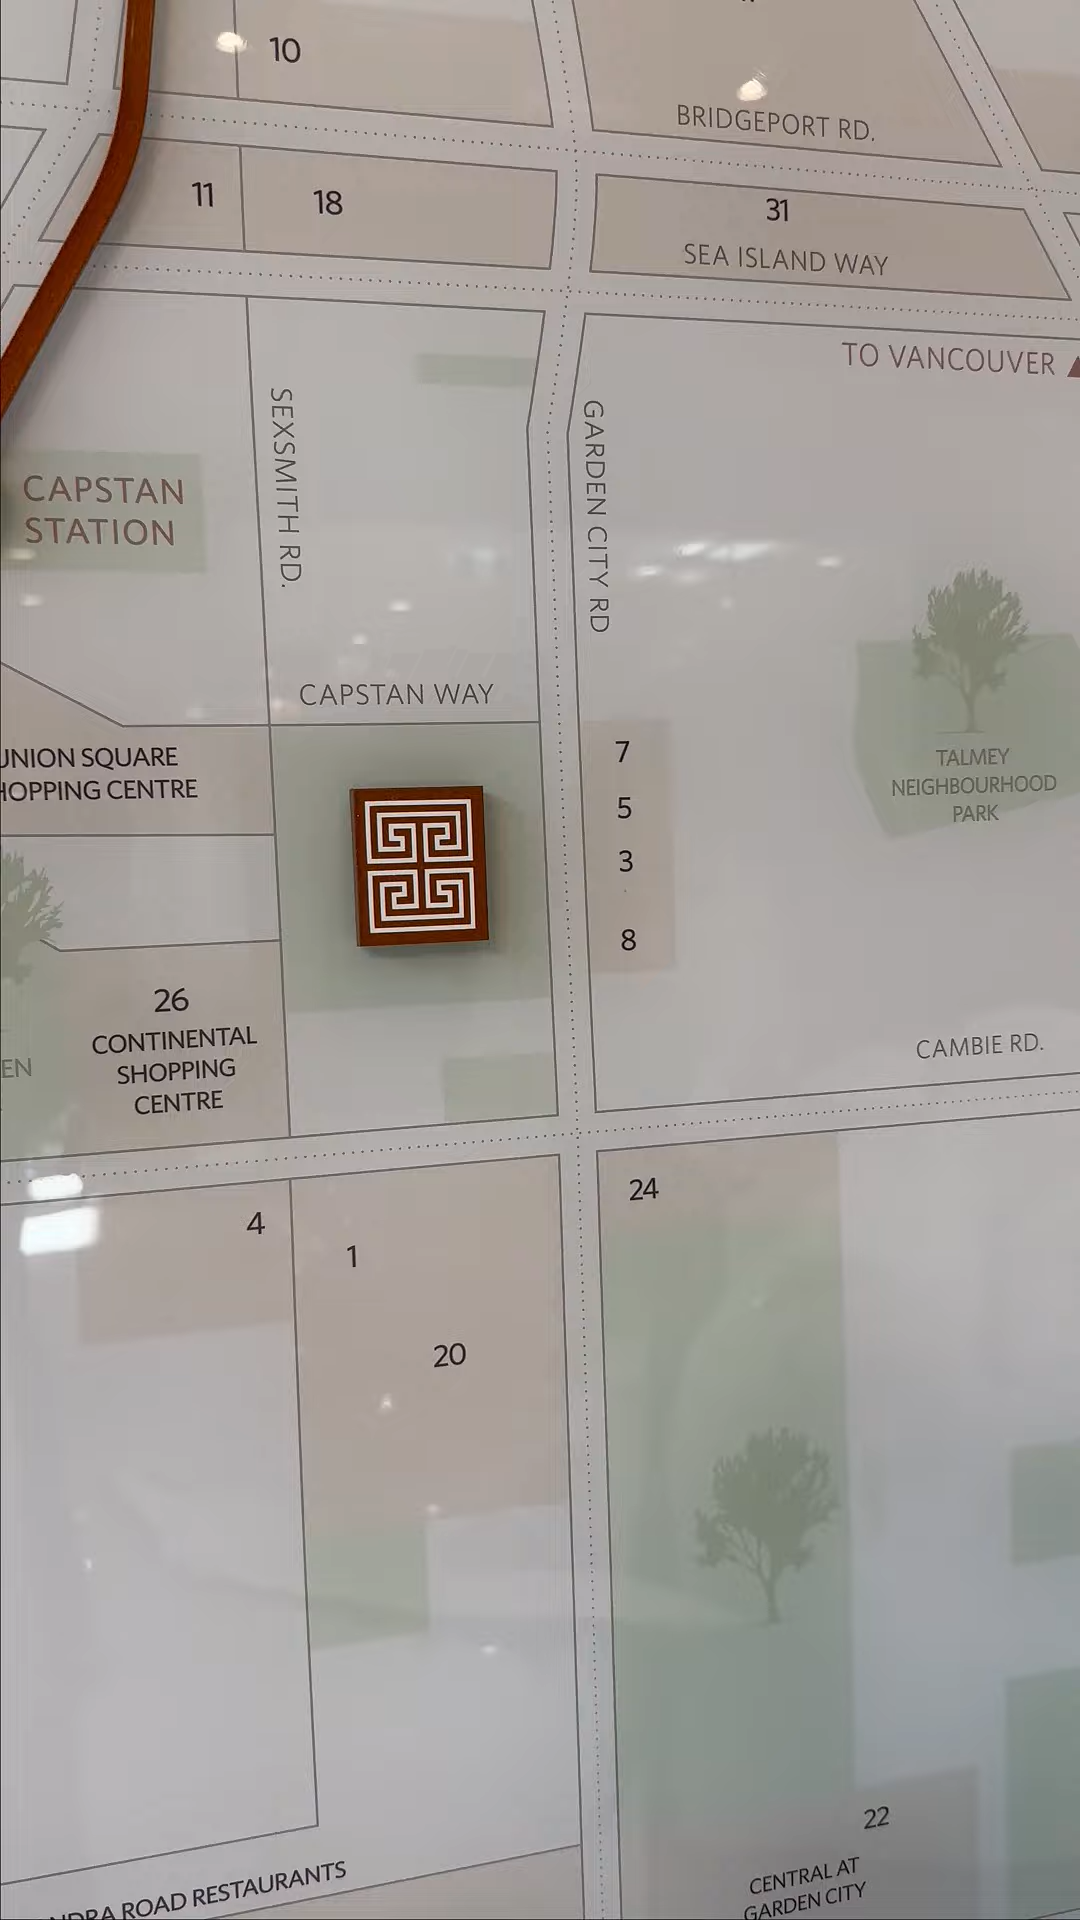 10
BRIDGEPORT RD.
11
18
31
SEA ISLAND WAY
TO VANCOUVER
SEXSMITH RD.
GARDEN CITY RD
CAPSTAN
STATION
CAPSTAN WAY
UNION SQUARE
HOPPING CENTRE
7
5
3
8
TALMEY
NEIGHBOURHOOD
PARK
26
CONTINENTAL
SHOPPING
CENTRE
EN
CAMBIE RD.
4
1
20
24
22
CENTRAL AT
GARDEN CITY
NDRA ROAD RESTAURANTS